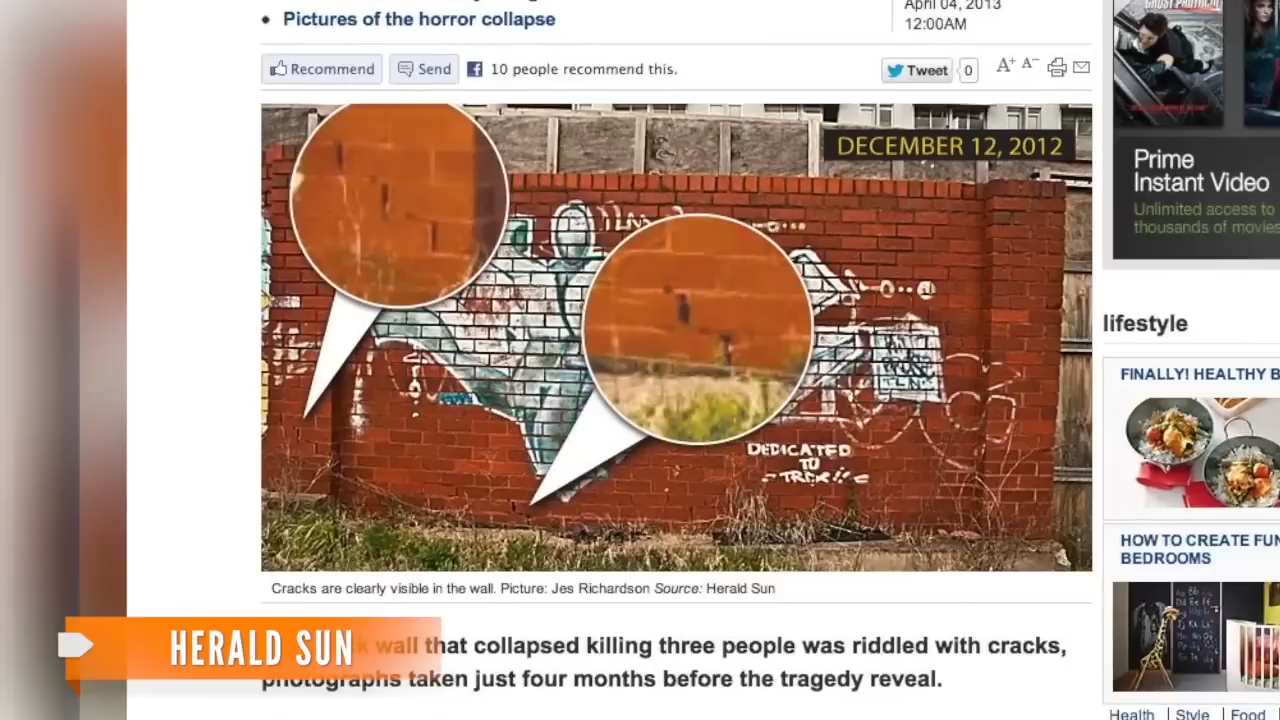 Pictures of the horror collapse
April 04, 2013
12:00AM
Recommend
Send
10 people recommend this.
Tweet
0
A+ A-
DECEMBER 12, 2012
DEDICATED
TO
Cracks are clearly visible in the wall. Picture: Jes Richardson Source: Herald Sun
wall that collapsed killing three people was riddled with cracks,
photographs taken just four months before the tragedy reveal.
HERALD SUN
GHOST PROTOCOL
Prime
Instant Video
Unlimited access to
thousands of movies
lifestyle
FINALLY! HEALTHY B
HOW TO CREATE FUN
BEDROOMS
Health | Style | Food